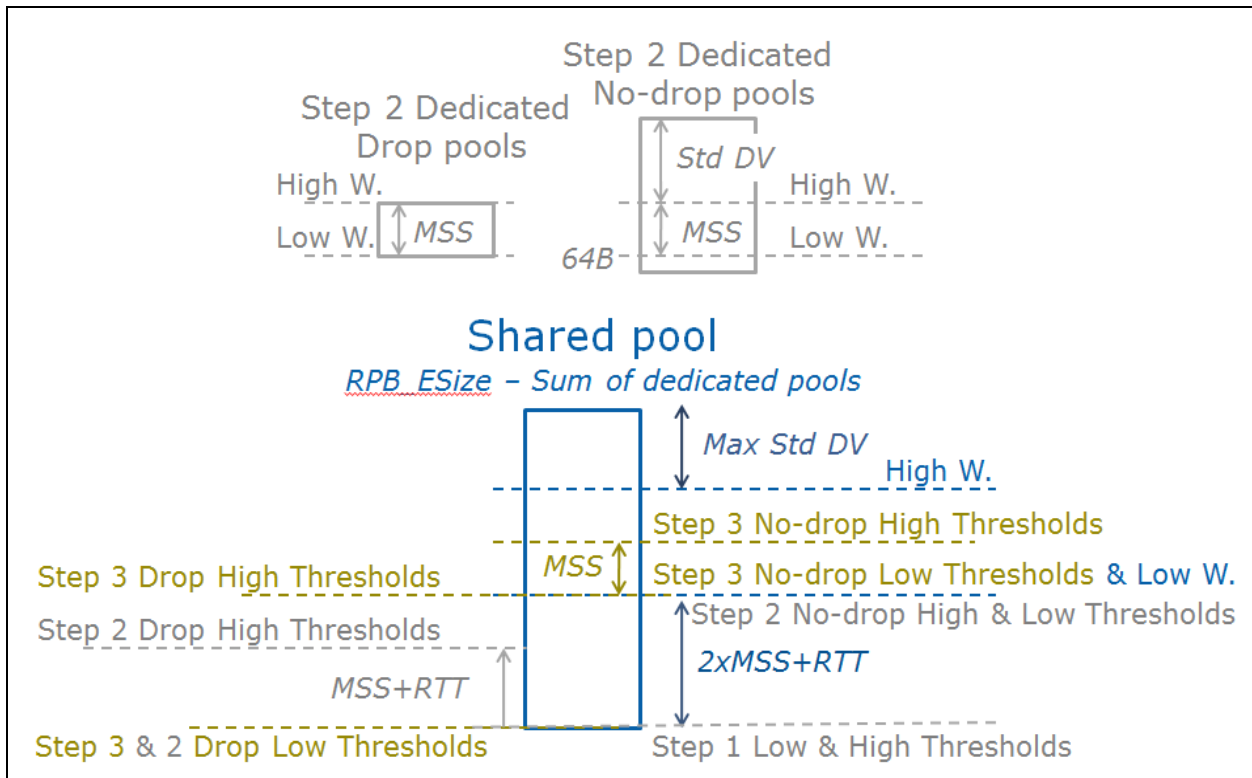 Step 2 Dedicated
No-drop pools
Step 2 Dedicated
Drop pools
Std DV
High W.
High W.
Low W.
MSS
MSS
Low W.
64B
Shared pool
RPB_ESize – Sum of dedicated pools
Max Std DV
High W.
Step 3 No-drop High Thresholds
MSS
Step 3 Drop High Thresholds
Step 3 No-drop Low Thresholds & Low W.
Step 2 No-drop High & Low Thresholds
Step 2 Drop High Thresholds
2xMSS+RTT
MSS+RTT
Step 3 & 2 Drop Low Thresholds
Step 1 Low & High Thresholds